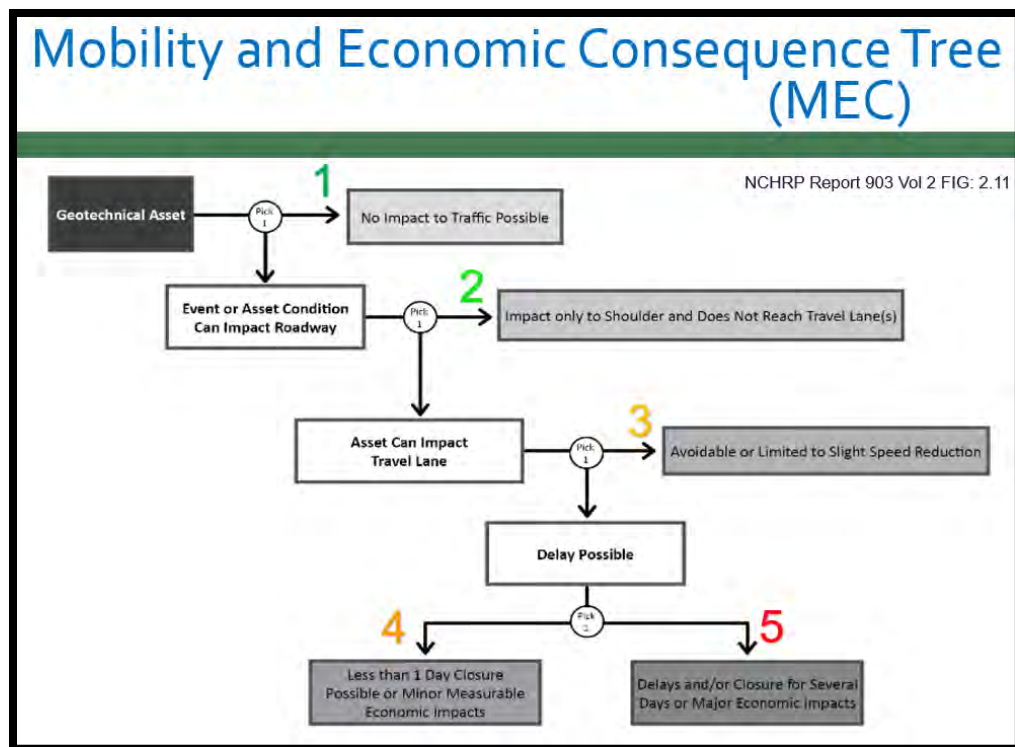 Mobility and Economic Consequence Tree
(MEC)
NCHRP Report 903 Vol 2 FIG: 2.11
Geotechnical Asset
Pick
1
1
No Impact to Traffic Possible
Event or Asset Condition
Can Impact Roadway
Pick
1
2
Impact only to Shoulder and Does Not Reach Travel Lane(s)
Asset Can Impact
Travel Lane
Pick
1
3
Avoidable or Limited to Slight Speed Reduction
Delay Possible
Pick
1
4
5
Less than 1 Day Closure
Possible or Minor Measurable
Economic Impacts
Delays and/or Closure for Several
Days or Major Economic Impacts